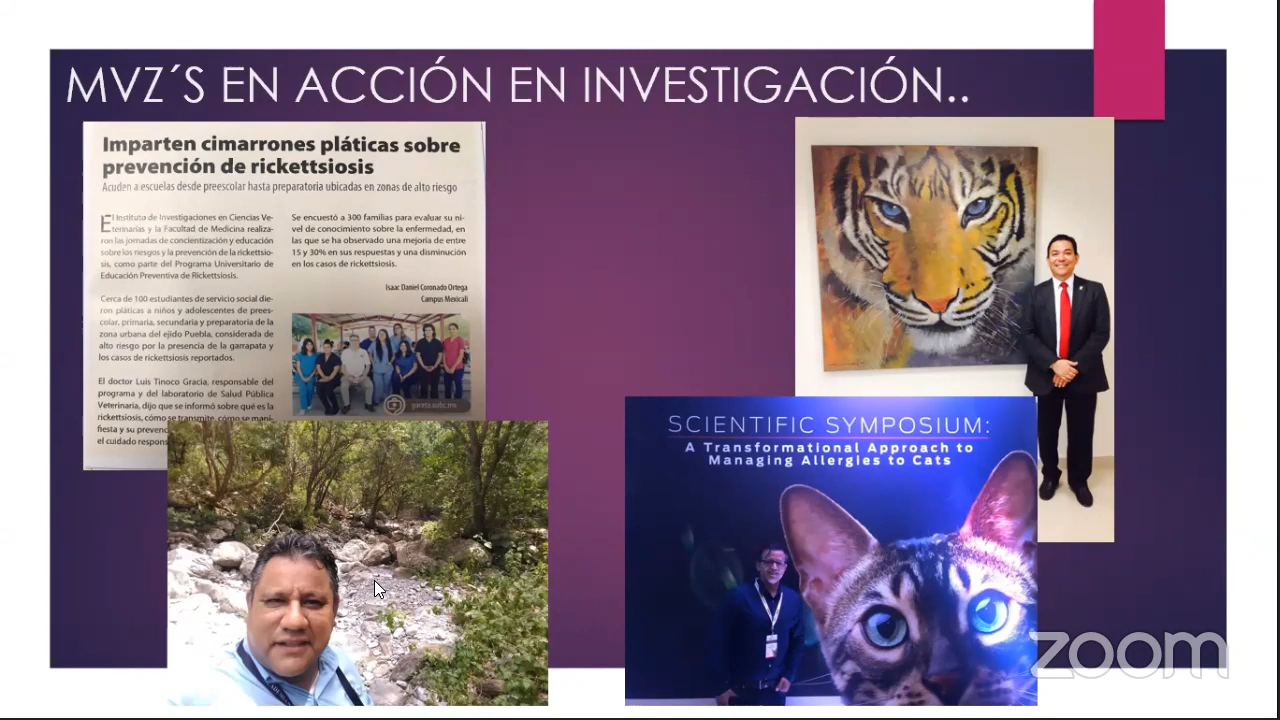 MVZ´S EN ACCIÓN EN INVESTIGACIÓN..
Imparten cimarrones pláticas sobre
prevención de rickettsiosis
Acuden a escuelas desde preescolar hasta preparatoria ubicadas en zonas de alto riesgo
El Instituto de Investigaciones en Ciencias Ve-
terinarias y la Facultad de Medicina realiza-
ron las jornadas de concientización y educación
sobre los riesgos y la prevención de la rickettsio-
sis, como parte del Programa Universitario de
Educación Preventiva de Rickettsiosis.
Cerca de 100 estudiantes de servicio social die-
ron pláticas a niños y adolescentes de prees-
colar, primaria, secundaria y preparatoria de la
zona urbana del ejido Puebla, considerada de
alto riesgo por la presencia de la garrapata y
los casos de rickettsiosis reportados.
El doctor Luis Tinoco Gracia, responsable del
programa y del laboratorio de Salud Pública
Veterinaria, dijo que se informó sobre qué es la
rickettsiosis, cómo se transmite, cómo se mani-
fiesta y su preven
el cuidado respon
Se encuestó a 300 familias para evaluar su ni-
vel de conocimiento sobre la enfermedad, en
las que se ha observado una mejoría de entre
15 y 30% en sus respuestas y una disminución
en los casos de rickettsiosis.
Isaac Daniel Coronado Ortega
Campus Mexicali
gaceta.uabc.mx
SCIENTIFIC SYMPOSIUM:
A Transformational Approach to
Managing Allergies to Cats
zoom